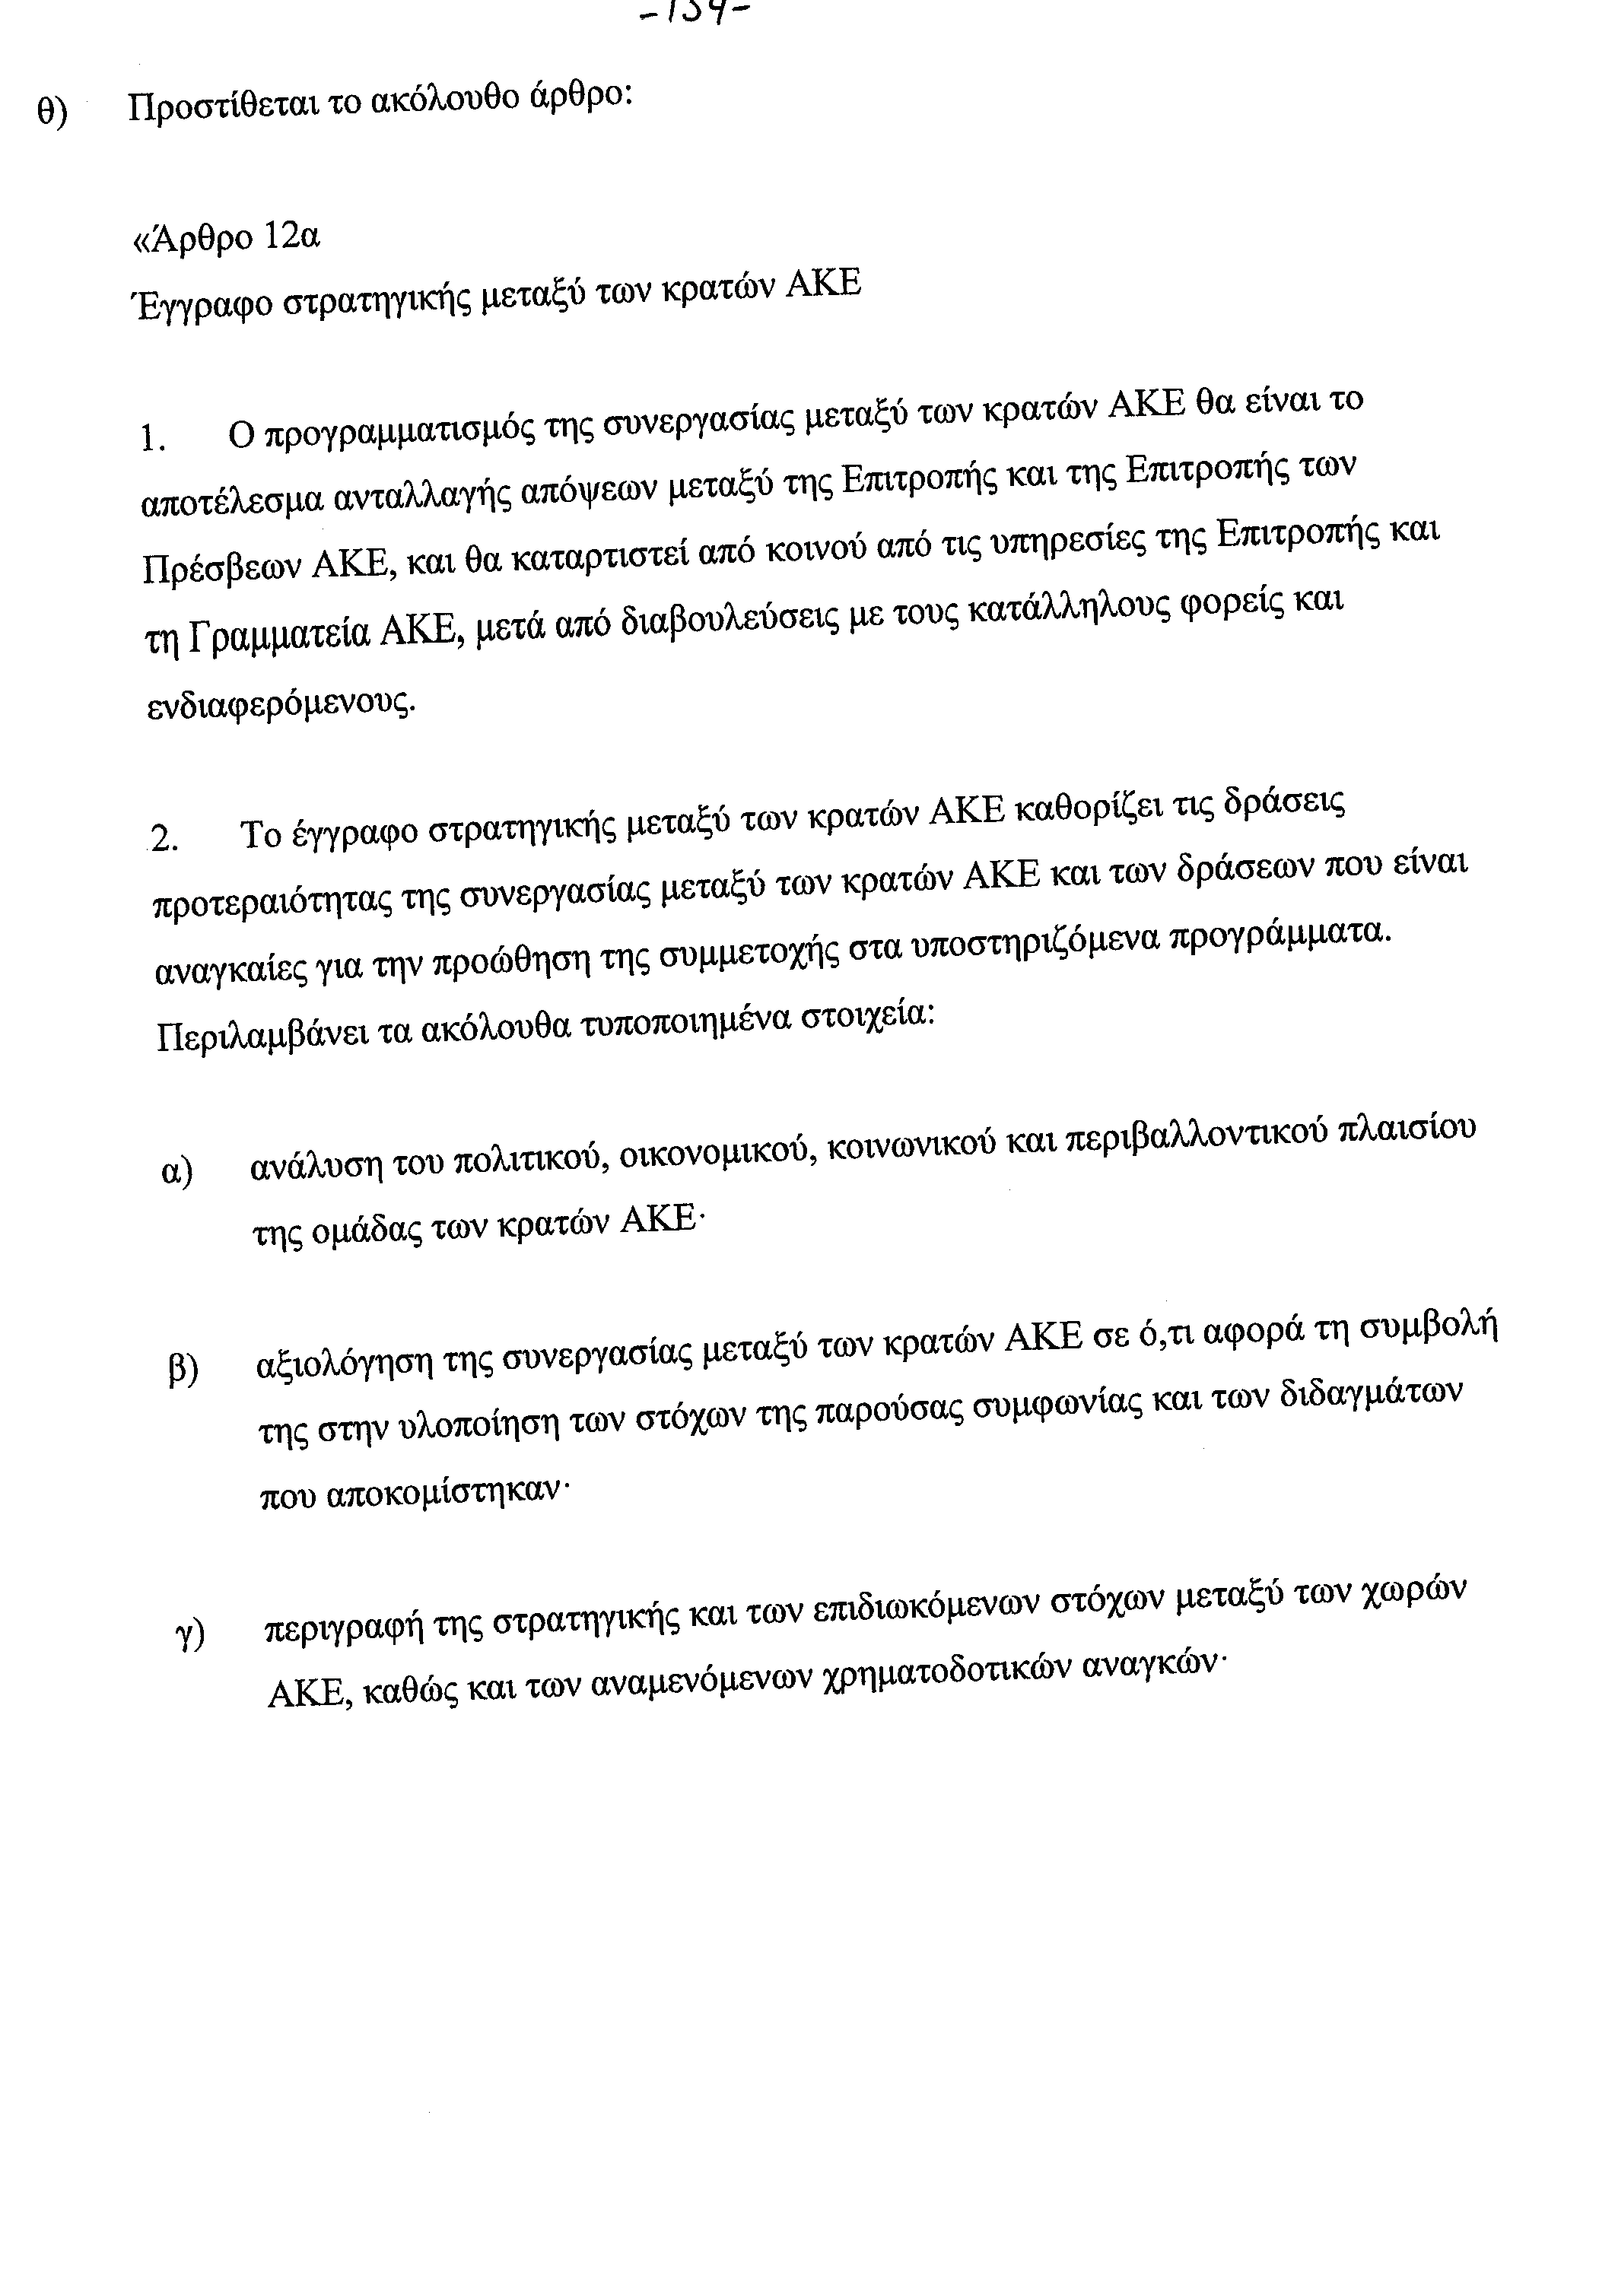 θ) Προστίθεται το ακόλουθο άρθρο:
«Άρθρο 12α
Έγγραφο στρατηγικής μεταξύ των κρατών ΑΚΕ
1. Ο προγραμματισμός της συνεργασίας μεταξύ των κρατών ΑΚΕ θα είναι το
αποτέλεσμα ανταλλαγής απόψεων μεταξύ της Επιτροπής και της Επιτροπής των
Πρέσβεων ΑΚΕ, και θα καταρτιστεί από κοινού από τις υπηρεσίες της Επιτροπής και
τη Γραμματεία ΑΚΕ, μετά από διαβουλεύσεις με τους κατάλληλους φορείς και
ενδιαφερόμενους.
2. Το έγγραφο στρατηγικής μεταξύ των κρατών ΑΚΕ καθορίζει τις δράσεις
προτεραιότητας της συνεργασίας μεταξύ των κρατών ΑΚΕ και των δράσεων που είναι
αναγκαίες για την προώθηση της συμμετοχής στα υποστηριζόμενα προγράμματα.
Περιλαμβάνει τα ακόλουθα τυποποιημένα στοιχεία:
α) ανάλυση του πολιτικού, οικονομικού, κοινωνικού και περιβαλλοντικού πλαισίου
της ομάδας των κρατών ΑΚΕ·
β) αξιολόγηση της συνεργασίας μεταξύ των κρατών ΑΚΕ σε ό,τι αφορά τη συμβολή
της στην υλοποίηση των στόχων της παρούσας συμφωνίας και των διδαγμάτων
που αποκομίστηκαν·
γ) περιγραφή της στρατηγικής και των επιδιωκόμενων στόχων μεταξύ των χωρών
ΑΚΕ, καθώς και των αναμενόμενων χρηματοδοτικών αναγκών·